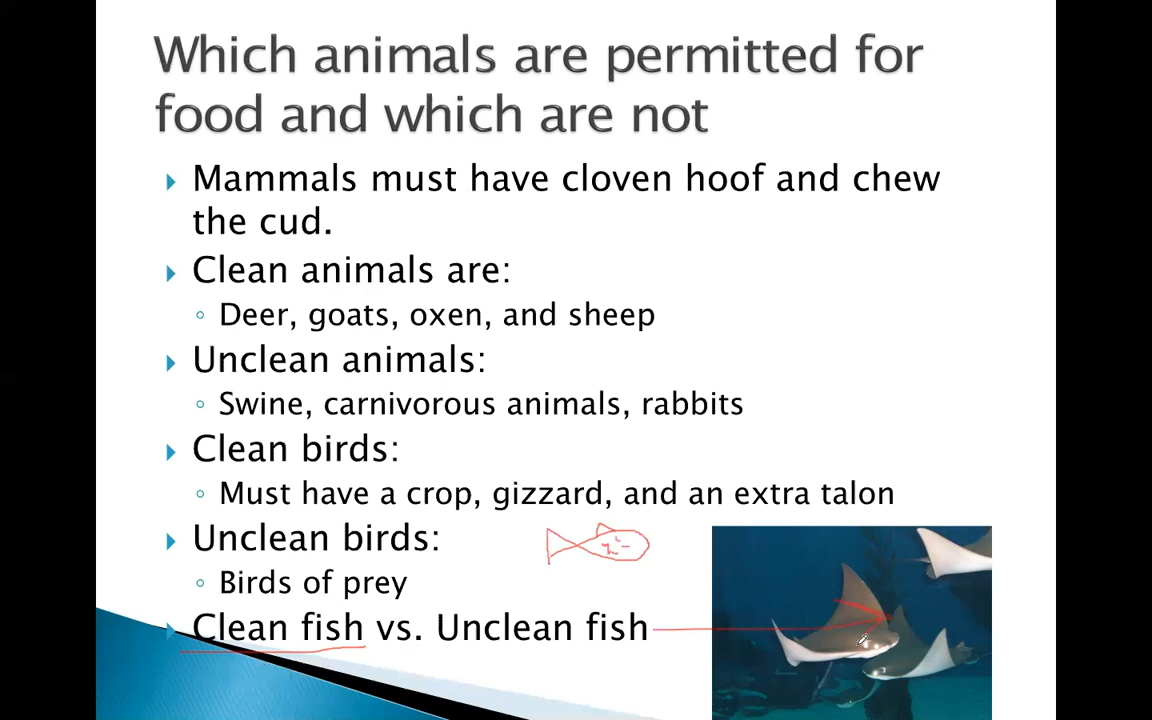 Which animals are permitted for
food and which are not
Mammals must have cloven hoof and chew
the cud.
Clean animals are:
Deer, goats, oxen, and sheep
Unclean animals:
Swine, carnivorous animals, rabbits
Clean birds:
Must have a crop, gizzard, and an extra talon
Unclean birds:
Birds of prey
Clean fish vs. Unclean fish